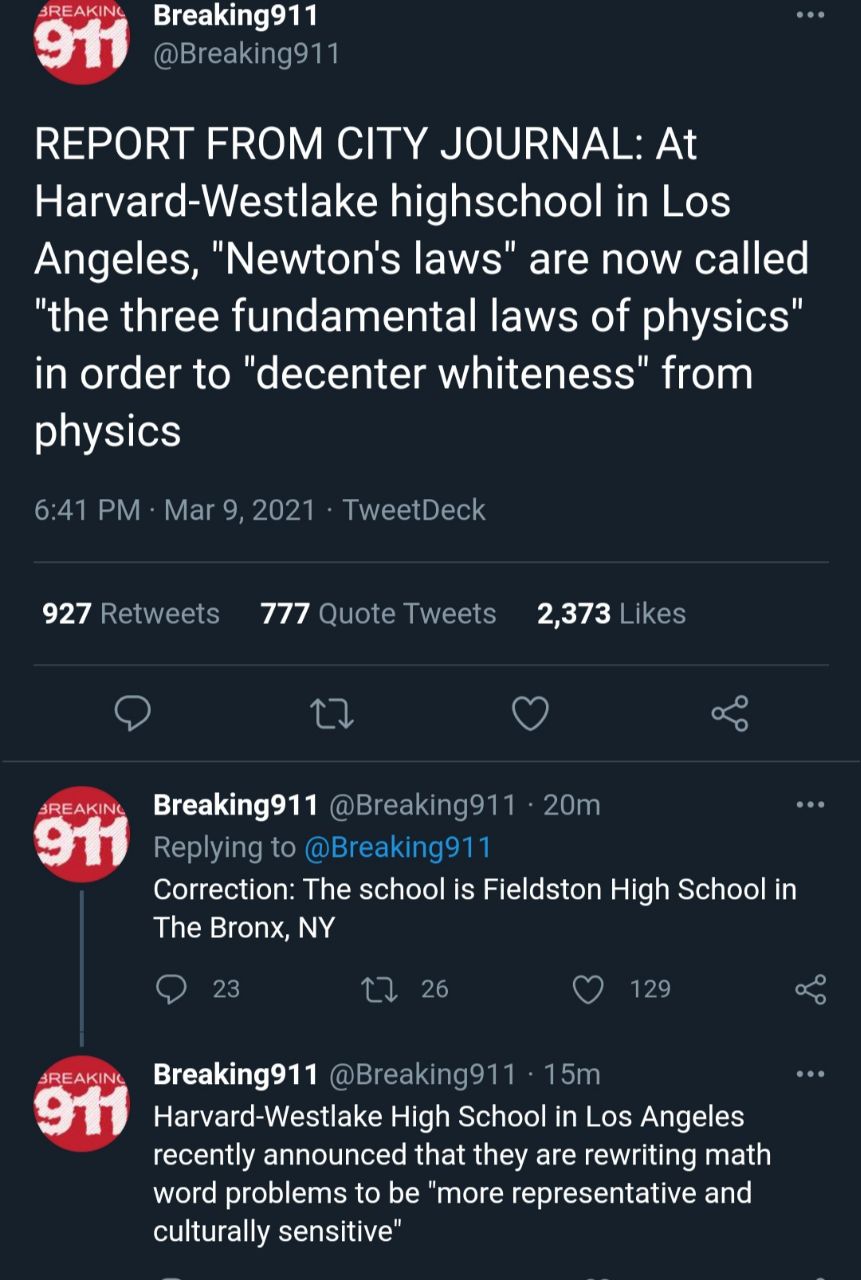 BREAKING
911
Breaking911
@Breaking911
REPORT FROM CITY JOURNAL: At
Harvard-Westlake highschool in Los
Angeles, "Newton's laws" are now called
"the three fundamental laws of physics"
in order to "decenter whiteness" from
physics
6:41 PM · Mar 9, 2021 · TweetDeck
927 Retweets 777 Quote Tweets 2,373 Likes
BREAKING
911
Breaking911 @Breaking911 · 20m
Replying to @Breaking911
Correction: The school is Fieldston High School in
The Bronx, NY
23 26 129
BREAKING
911
Breaking911 @Breaking911 · 15m
Harvard-Westlake High School in Los Angeles
recently announced that they are rewriting math
word problems to be "more representative and
culturally sensitive"